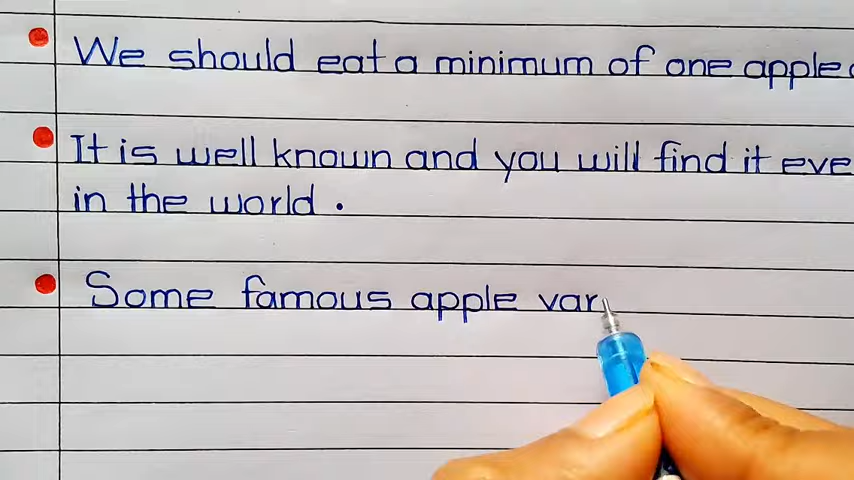 We should eat a minimum of one apple
It is well known and you will find it eve
in the world .
Some famous apple var